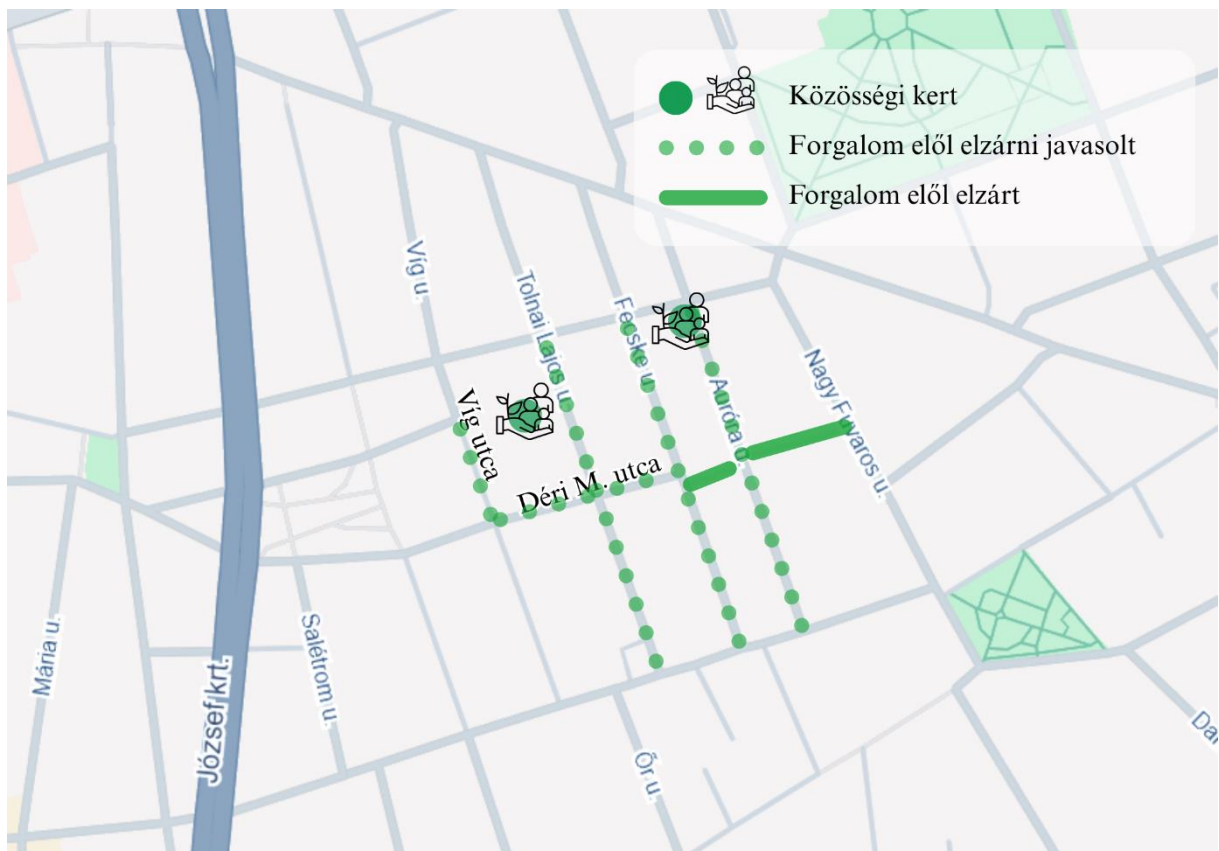 Közösségi kert
Forgalom elől elzárni javasolt
Forgalom elől elzárt
Víg u.
Tolnai Lajos u.
Fecske u.
Auróra u.
Nagy Fuvaros u.
Víg utca
Déri M. utca
Mária u.
József krt.
Salétrom u.
Őr u.
Dan